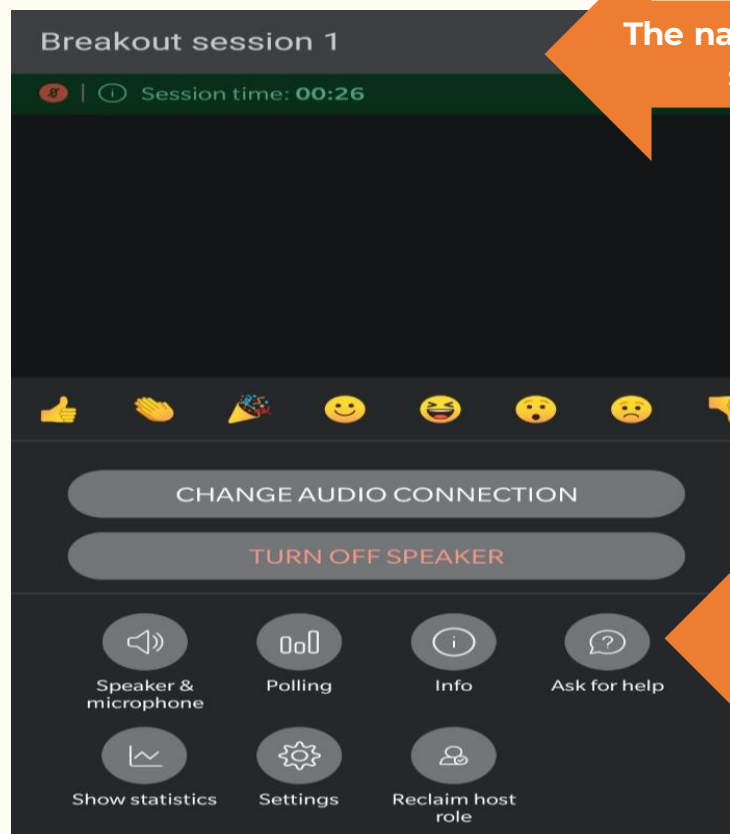 Breakout session 1
The
Session time: 00:26
CHANGE AUDIO CONNECTION
TURN OFF SPEAKER
Speaker & microphone
Polling
Info
Ask for help
Show statistics
Settings
Reclaim host role